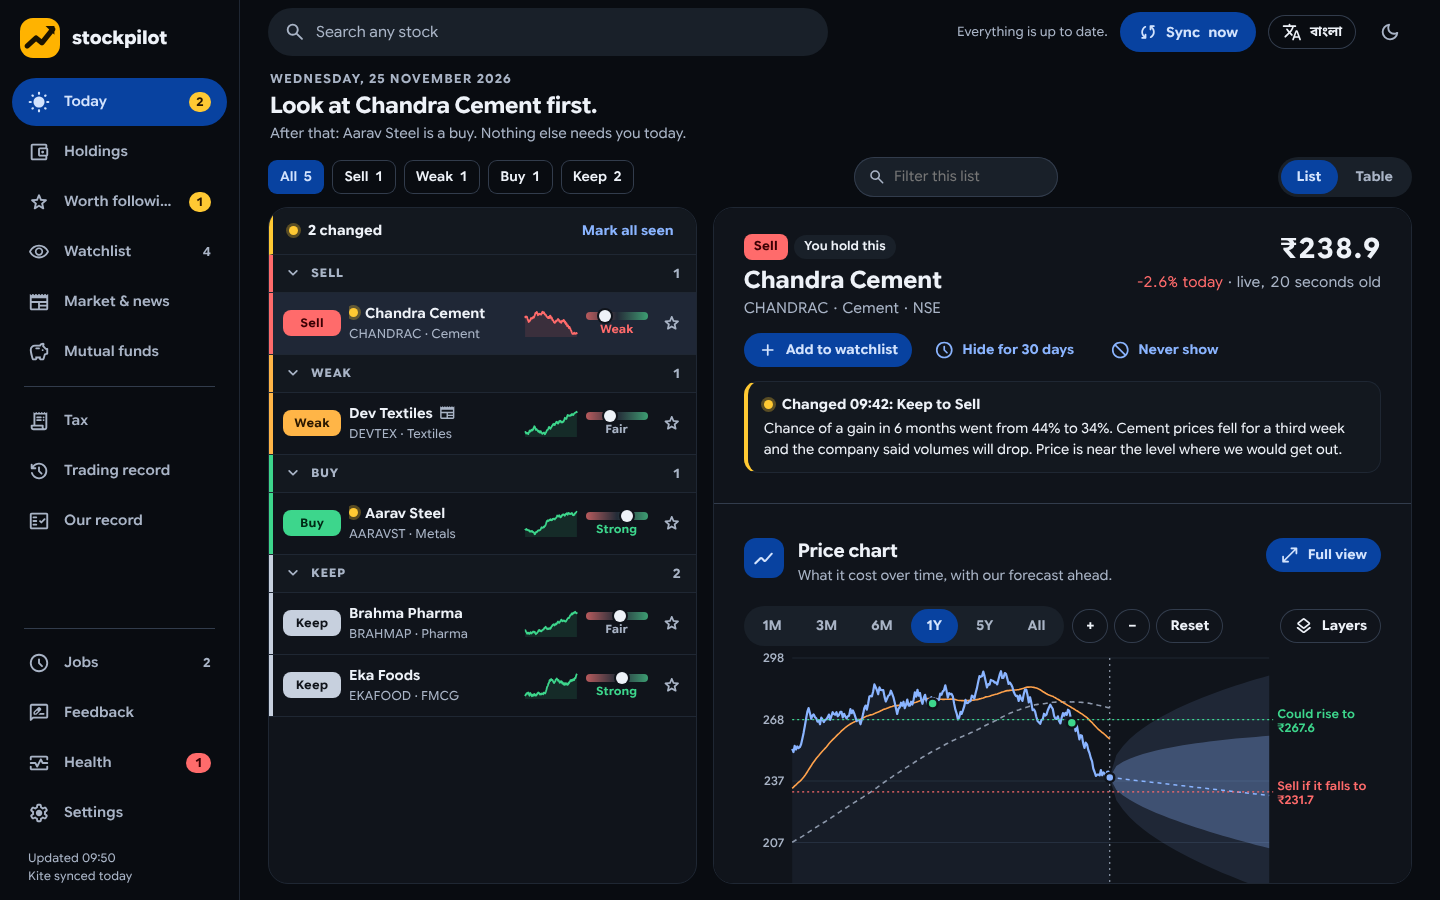 stockpilot
Search any stock
Everything is up to date.
Sync now
বাংলা
Today 2
Holdings
Worth followi... 1
Watchlist 4
Market & news
Mutual funds
Tax
Trading record
Our record
Jobs 2
Feedback
Health 1
Settings
Updated 09:50
Kite synced today
WEDNESDAY, 25 NOVEMBER 2026
Look at Chandra Cement first.
After that: Aarav Steel is a buy. Nothing else needs you today.
All 5
Sell 1
Weak 1
Buy 1
Keep 2
Filter this list
List
Table
2 changed
Mark all seen
SELL 1
Sell
Chandra Cement
CHANDRAC · Cement
Weak
WEAK 1
Weak
Dev Textiles
DEVTEX · Textiles
Fair
BUY 1
Buy
Aarav Steel
AARAVST · Metals
Strong
KEEP 2
Keep
Brahma Pharma
BRAHMAP · Pharma
Fair
Keep
Eka Foods
EKAFOOD · FMCG
Strong
Sell
You hold this
₹238.9
Chandra Cement
-2.6% today · live, 20 seconds old
CHANDRAC · Cement · NSE
Add to watchlist
Hide for 30 days
Never show
Changed 09:42: Keep to Sell
Chance of a gain in 6 months went from 44% to 34%. Cement prices fell for a third week
and the company said volumes will drop. Price is near the level where we would get out.
Price chart
What it cost over time, with our forecast ahead.
Full view
1M
3M
6M
1Y
5Y
All
+
−
Reset
Layers
298
268
237
207
Could rise to
₹267.6
Sell if it falls to
₹231.7